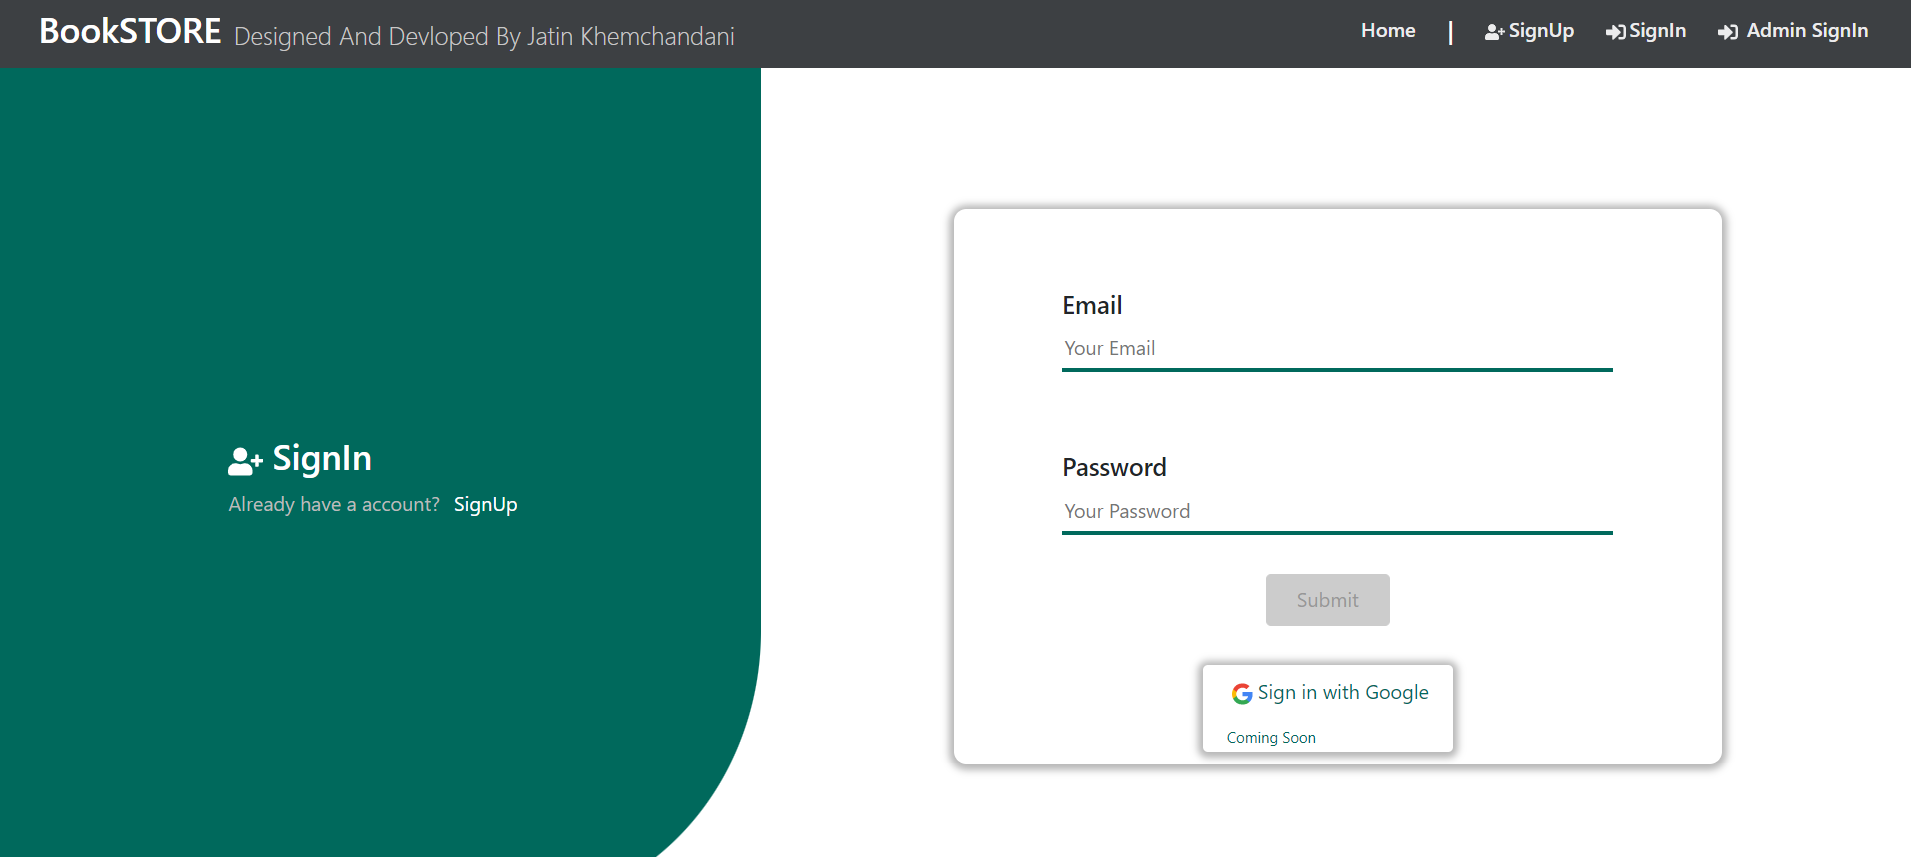 BookSTORE Designed And Devloped By Jatin Khemchandani
Home | SignUp SignIn Admin SignIn
SignIn
Already have a account? SignUp
Email
Your Email
Password
Your Password
Submit
Sign in with Google
Coming Soon